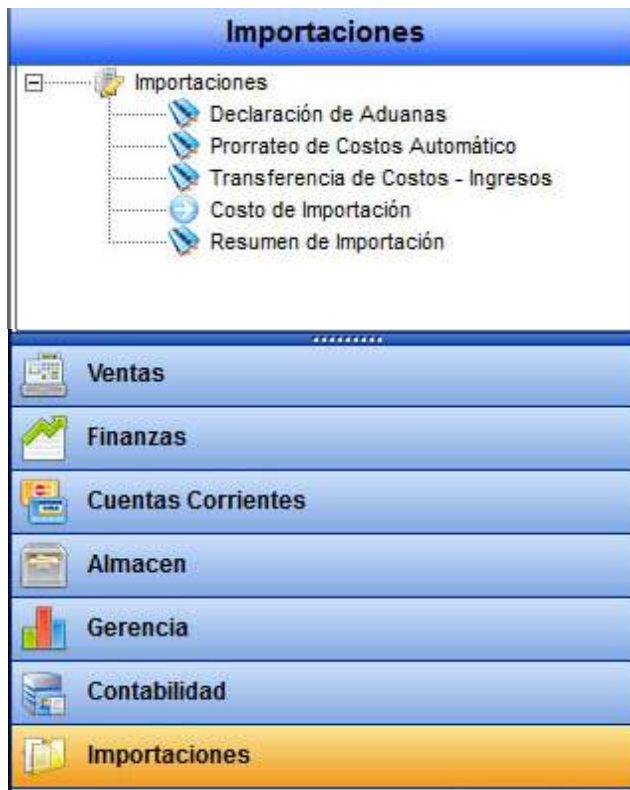 Importaciones
Importaciones
Declaración de Aduanas
Prorrateo de Costos Automático
Transferencia de Costos - Ingresos
Costo de Importación
Resumen de Importación
Ventas
Finanzas
Cuentas Corrientes
Almacen
Gerencia
Contabilidad
Importaciones